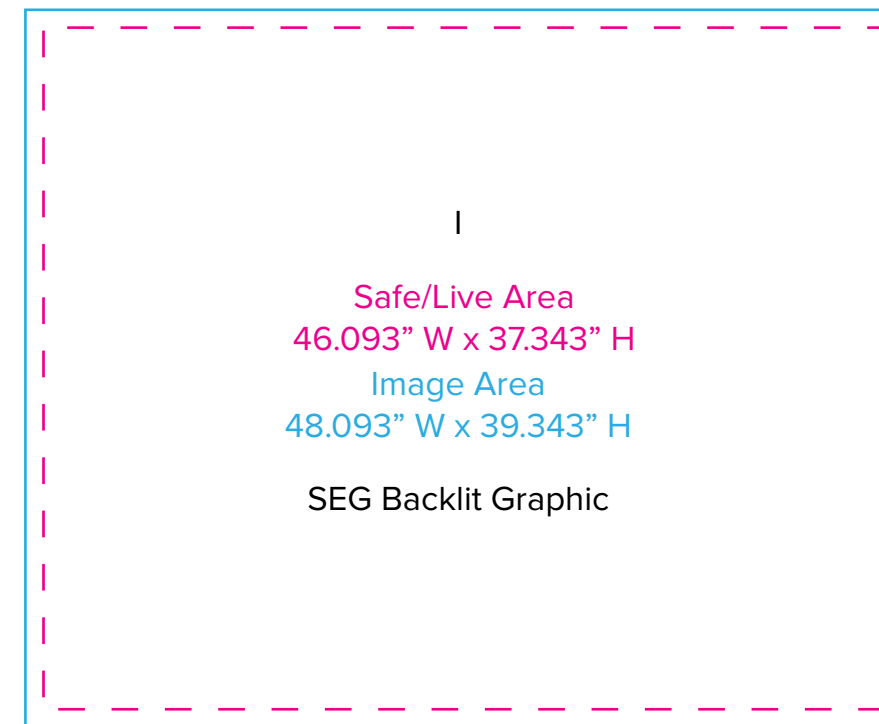 I
Safe/Live Area
46.093” W x 37.343” H
Image Area
48.093” W x 39.343” H
SEG Backlit Graphic